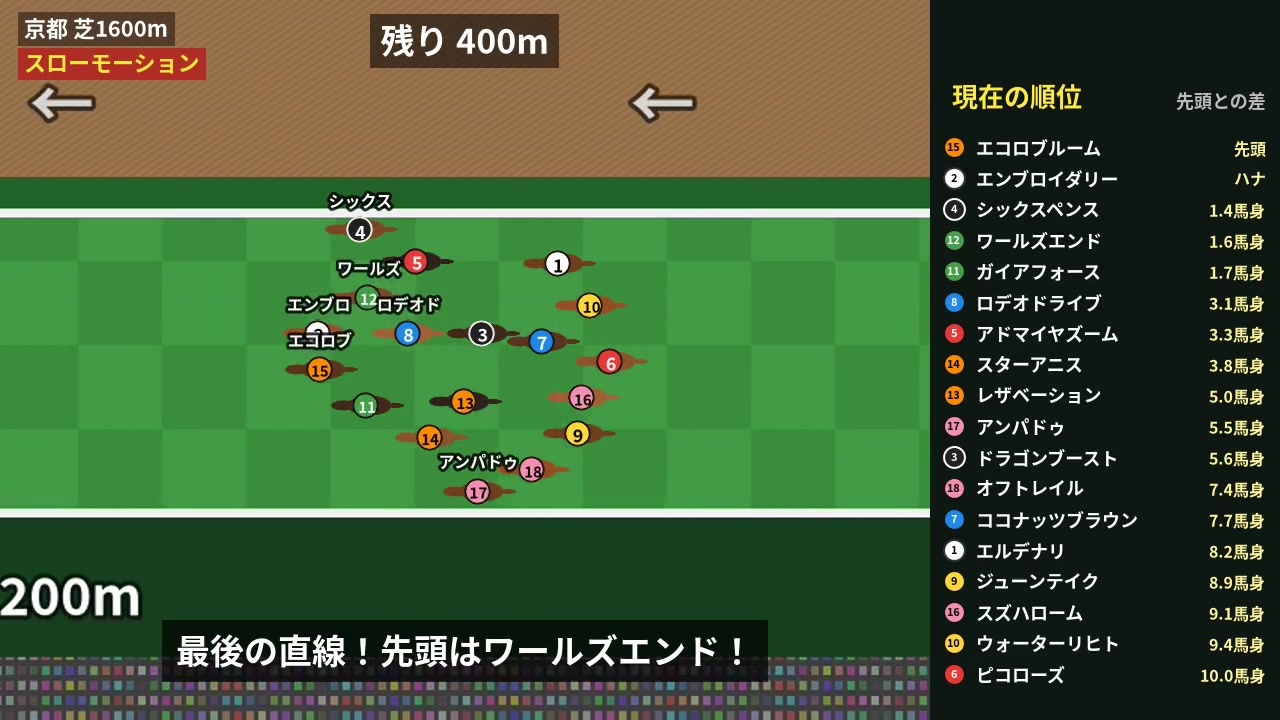 京都 芝1600m
スローモーション
残り 400m
シックス
4
5
1
ワールズ
12
エンブロ
ロデオド
10
8
3
7
エコロブ
15
6
11
13
16
14
9
アンパドゥ
18
17
200m
最後の直線！先頭はワールズエンド！
現在の順位 先頭との差
15 エコロブルーム 先頭
2 エンブロイダリー ハナ
4 シックスペンス 1.4馬身
12 ワールズエンド 1.6馬身
11 ガイアフォース 1.7馬身
8 ロデオドライブ 3.1馬身
5 アドマイヤズーム 3.3馬身
14 スターアニス 3.8馬身
13 レザベーション 5.0馬身
17 アンパドゥ 5.5馬身
3 ドラゴンブースト 5.6馬身
18 オフトレイル 7.4馬身
7 ココナッツブラウン 7.7馬身
1 エルデナリ 8.2馬身
9 ジューンテイク 8.9馬身
16 スズハローム 9.1馬身
10 ウォーターリヒト 9.4馬身
6 ピコローズ 10.0馬身